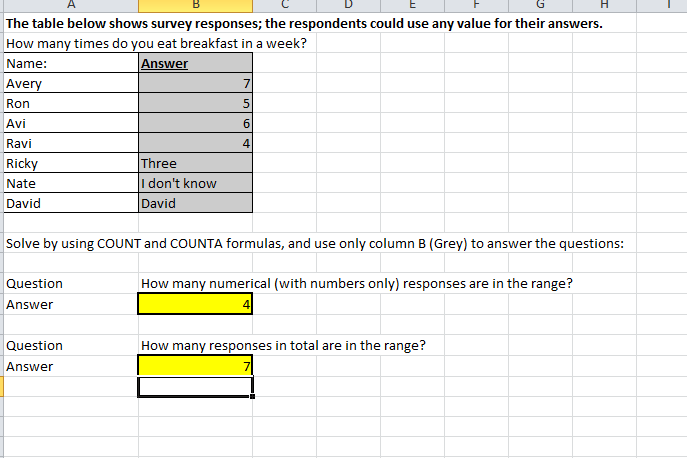 A B C D E F G H I
The table below shows survey responses; the respondents could use any value for their answers.
How many times do you eat breakfast in a week?
Name: Answer
Avery 7
Ron 5
Avi 6
Ravi 4
Ricky Three
Nate I don't know
David David
Solve by using COUNT and COUNTA formulas, and use only column B (Grey) to answer the questions:
Question How many numerical (with numbers only) responses are in the range?
Answer 4
Question How many responses in total are in the range?
Answer 7